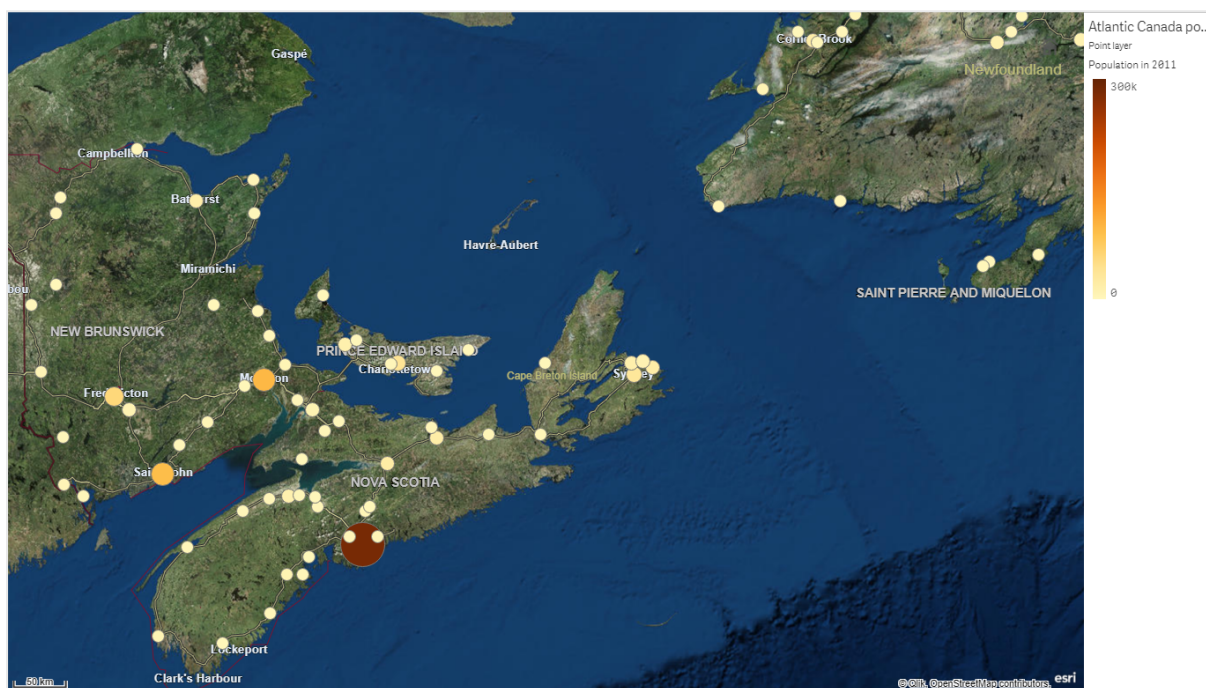 Gaspé
Corner Brook
Newfoundland
Campbellton
Bathurst
Havre-Aubert
Miramichi
bou
SAINT PIERRE AND MIQUELON
NEW BRUNSWICK
PRINCE EDWARD ISLAND
Charlottetown
Cape Breton Island
Sydney
Moncton
Fredericton
Saint John
NOVA SCOTIA
Lockeport
Clark's Harbour
50 km
© Qlik, OpenStreetMap contributors.
esri
Atlantic Canada po...
Point layer
Population in 2011
300k
0